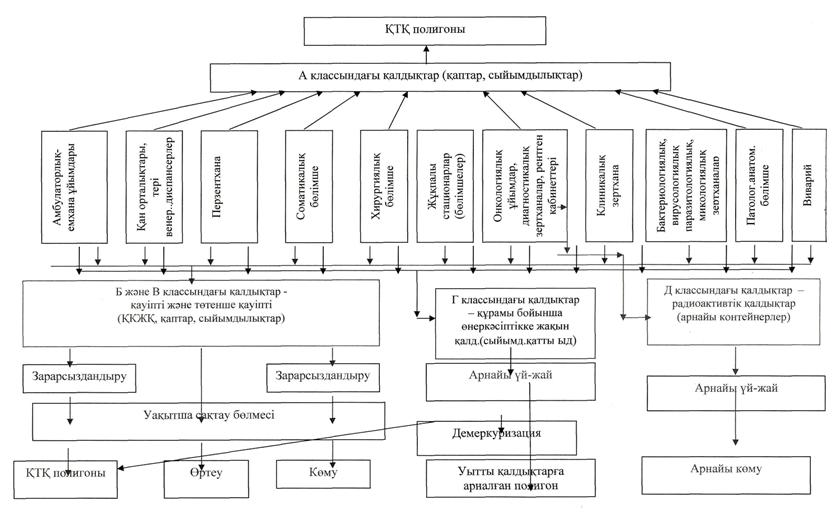 ҚТҚ полигоны
А классындағы қалдықтар (қаптар, сыйымдылықтар)
Амбулаторлық-
емхана ұйымдары
Қан орталықтары,
тері
венер..диспансерлер
Перзентхана
Соматикалық
бөлімше
Хирургиялық
бөлімше
Жұқпалы
стационарлар
(бөлімшелер)
Онкологиялық
ұйымдар,
диагностикалық
зертханалар, рентген
кабинеттері
Клиникалық
зертхана
Бактериологиялық,
вирусологиялық
паразитологиялық,
микологиялық
зертханалар
Патолог.анатом.
бөлімше
Виварий
Б және В классындағы қалдықтар -
қауіпті және төтенше қауіпті
(ҚКЖҚ, қаптар, сыйымдылықтар)
Г классындағы қалдықтар
– құрамы бойынша
өнеркәсіптікке жақын
қалд.(сыйымд.қатты ыд)
Д классындағы қалдықтар –
радиоактивтік қалдықтар
(арнайы контейнерлер)
Зарарсыздандыру
Зарарсыздандыру
Арнайы үй-жай
Арнайы үй-жай
Уақытша сақтау бөлмесі
Демеркуризация
ҚТҚ полигоны
Өртеу
Көму
Уытты қалдықтарға
арналған полигон
Арнайы көму